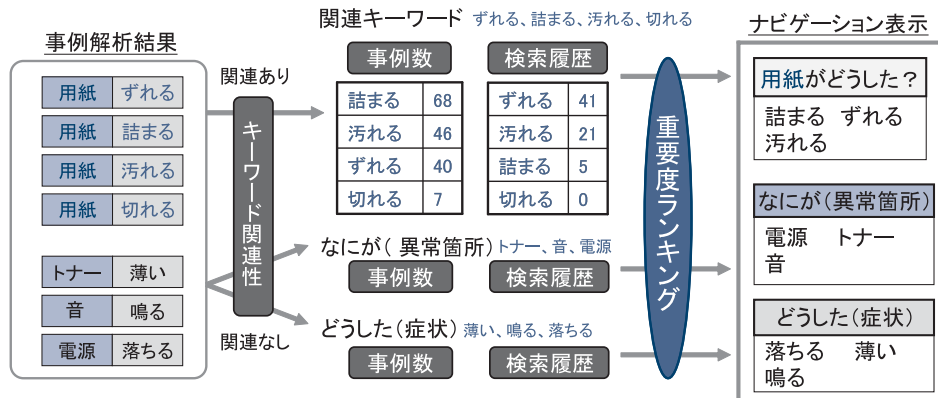 事例解析結果
用紙 ずれる
用紙 詰まる
用紙 汚れる
用紙 切れる
トナー 薄い
音 鳴る
電源 落ちる
関連あり
キーワード関連性
関連なし
関連キーワード ずれる、詰まる、汚れる、切れる
事例数 検索履歴
詰まる 68 ずれる 41
汚れる 46 汚れる 21
ずれる 40 詰まる 5
切れる 7 切れる 0
なにが(異常箇所) トナー、音、電源
事例数 検索履歴
どうした(症状) 薄い、鳴る、落ちる
事例数 検索履歴
重要度ランキング
ナビゲーション表示
用紙がどうした?
詰まる ずれる
汚れる
なにが(異常箇所)
電源 トナー
音
どうした(症状)
落ちる 薄い
鳴る